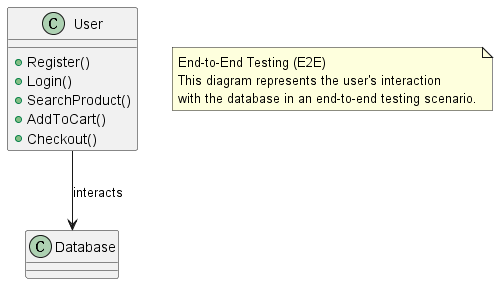 C User
Register()
Login()
SearchProduct()
AddToCart()
Checkout()
End-to-End Testing (E2E)
This diagram represents the user's interaction
with the database in an end-to-end testing scenario.
interacts
C Database